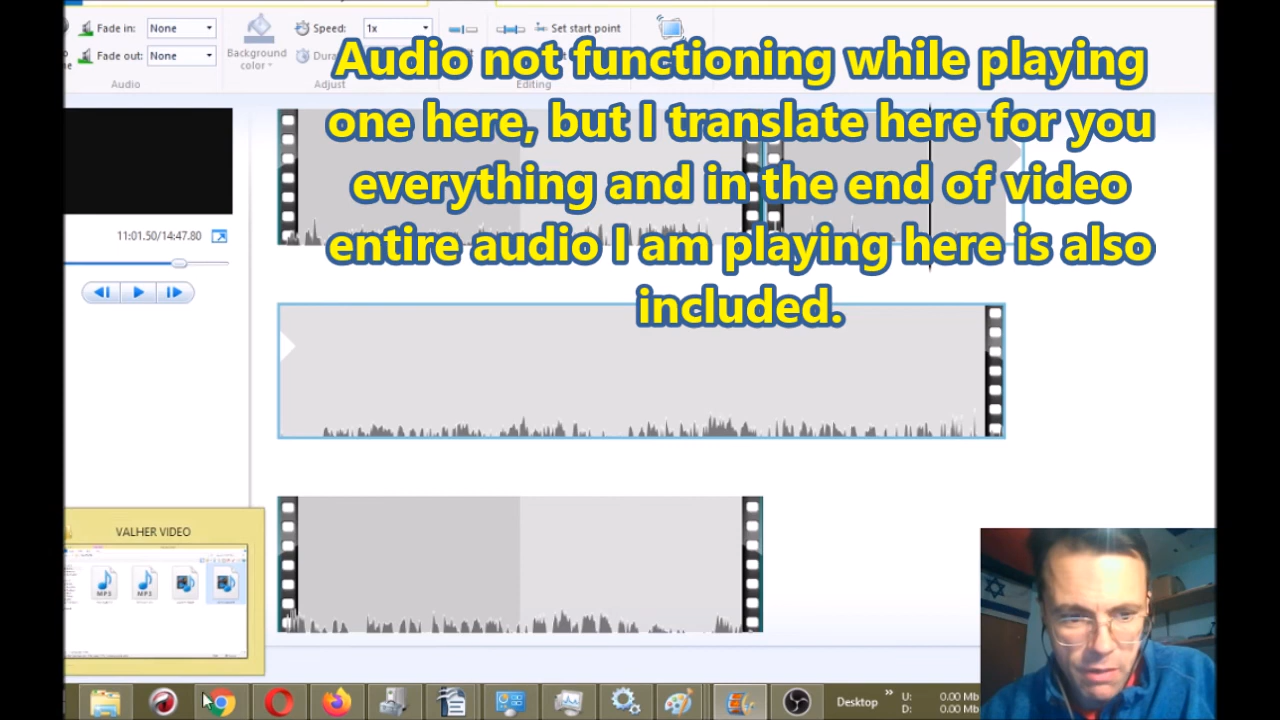 Fade in:
None
Speed:
1x
Set start point
Fade out:
None
Background
color
Audio
Adjust
Editing
Audio not functioning while playing
one here, but I translate here for you
everything and in the end of video
entire audio I am playing here is also
included.
11:01.50/14:47.80
VALHER VIDEO
MP3
MP3
Desktop
»
U:
0.00 Mb
D:
0.00 Mb